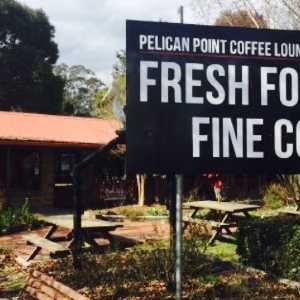 PELICAN POINT COFFEE LOUN
FRESH FO
FINE CO